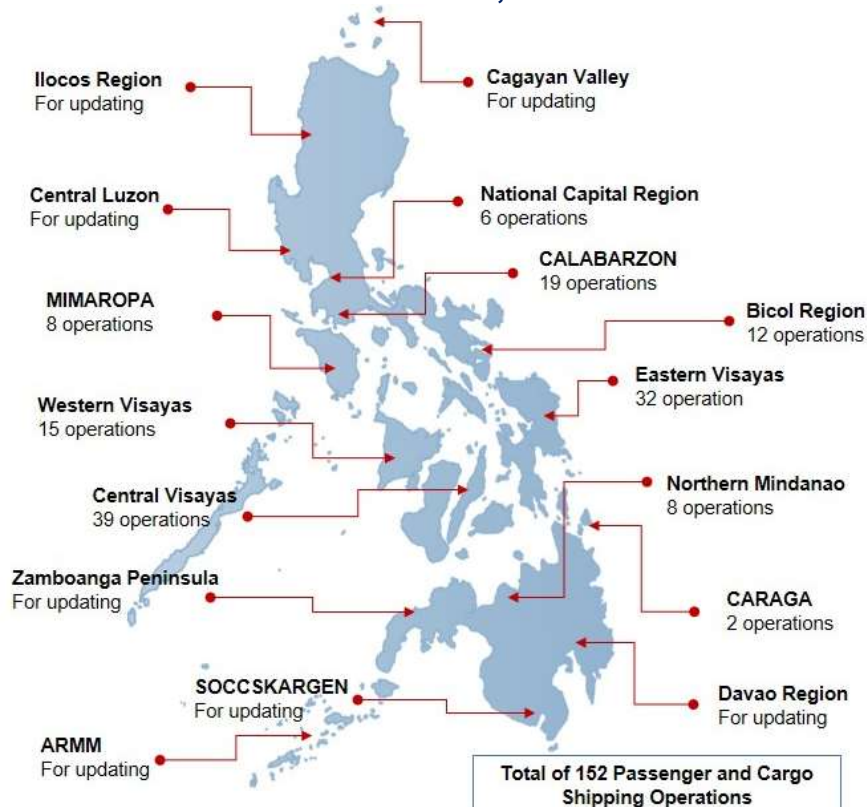 Ilocos Region
For updating
Cagayan Valley
For updating
Central Luzon
For updating
National Capital Region
6 operations
CALABARZON
19 operations
MIMAROPA
8 operations
Bicol Region
12 operations
Eastern Visayas
32 operation
Western Visayas
15 operations
Northern Mindanao
8 operations
Central Visayas
39 operations
Zamboanga Peninsula
For updating
CARAGA
2 operations
SOCCSKARGEN
For updating
Davao Region
For updating
ARMM
For updating
Total of 152 Passenger and Cargo
Shipping Operations